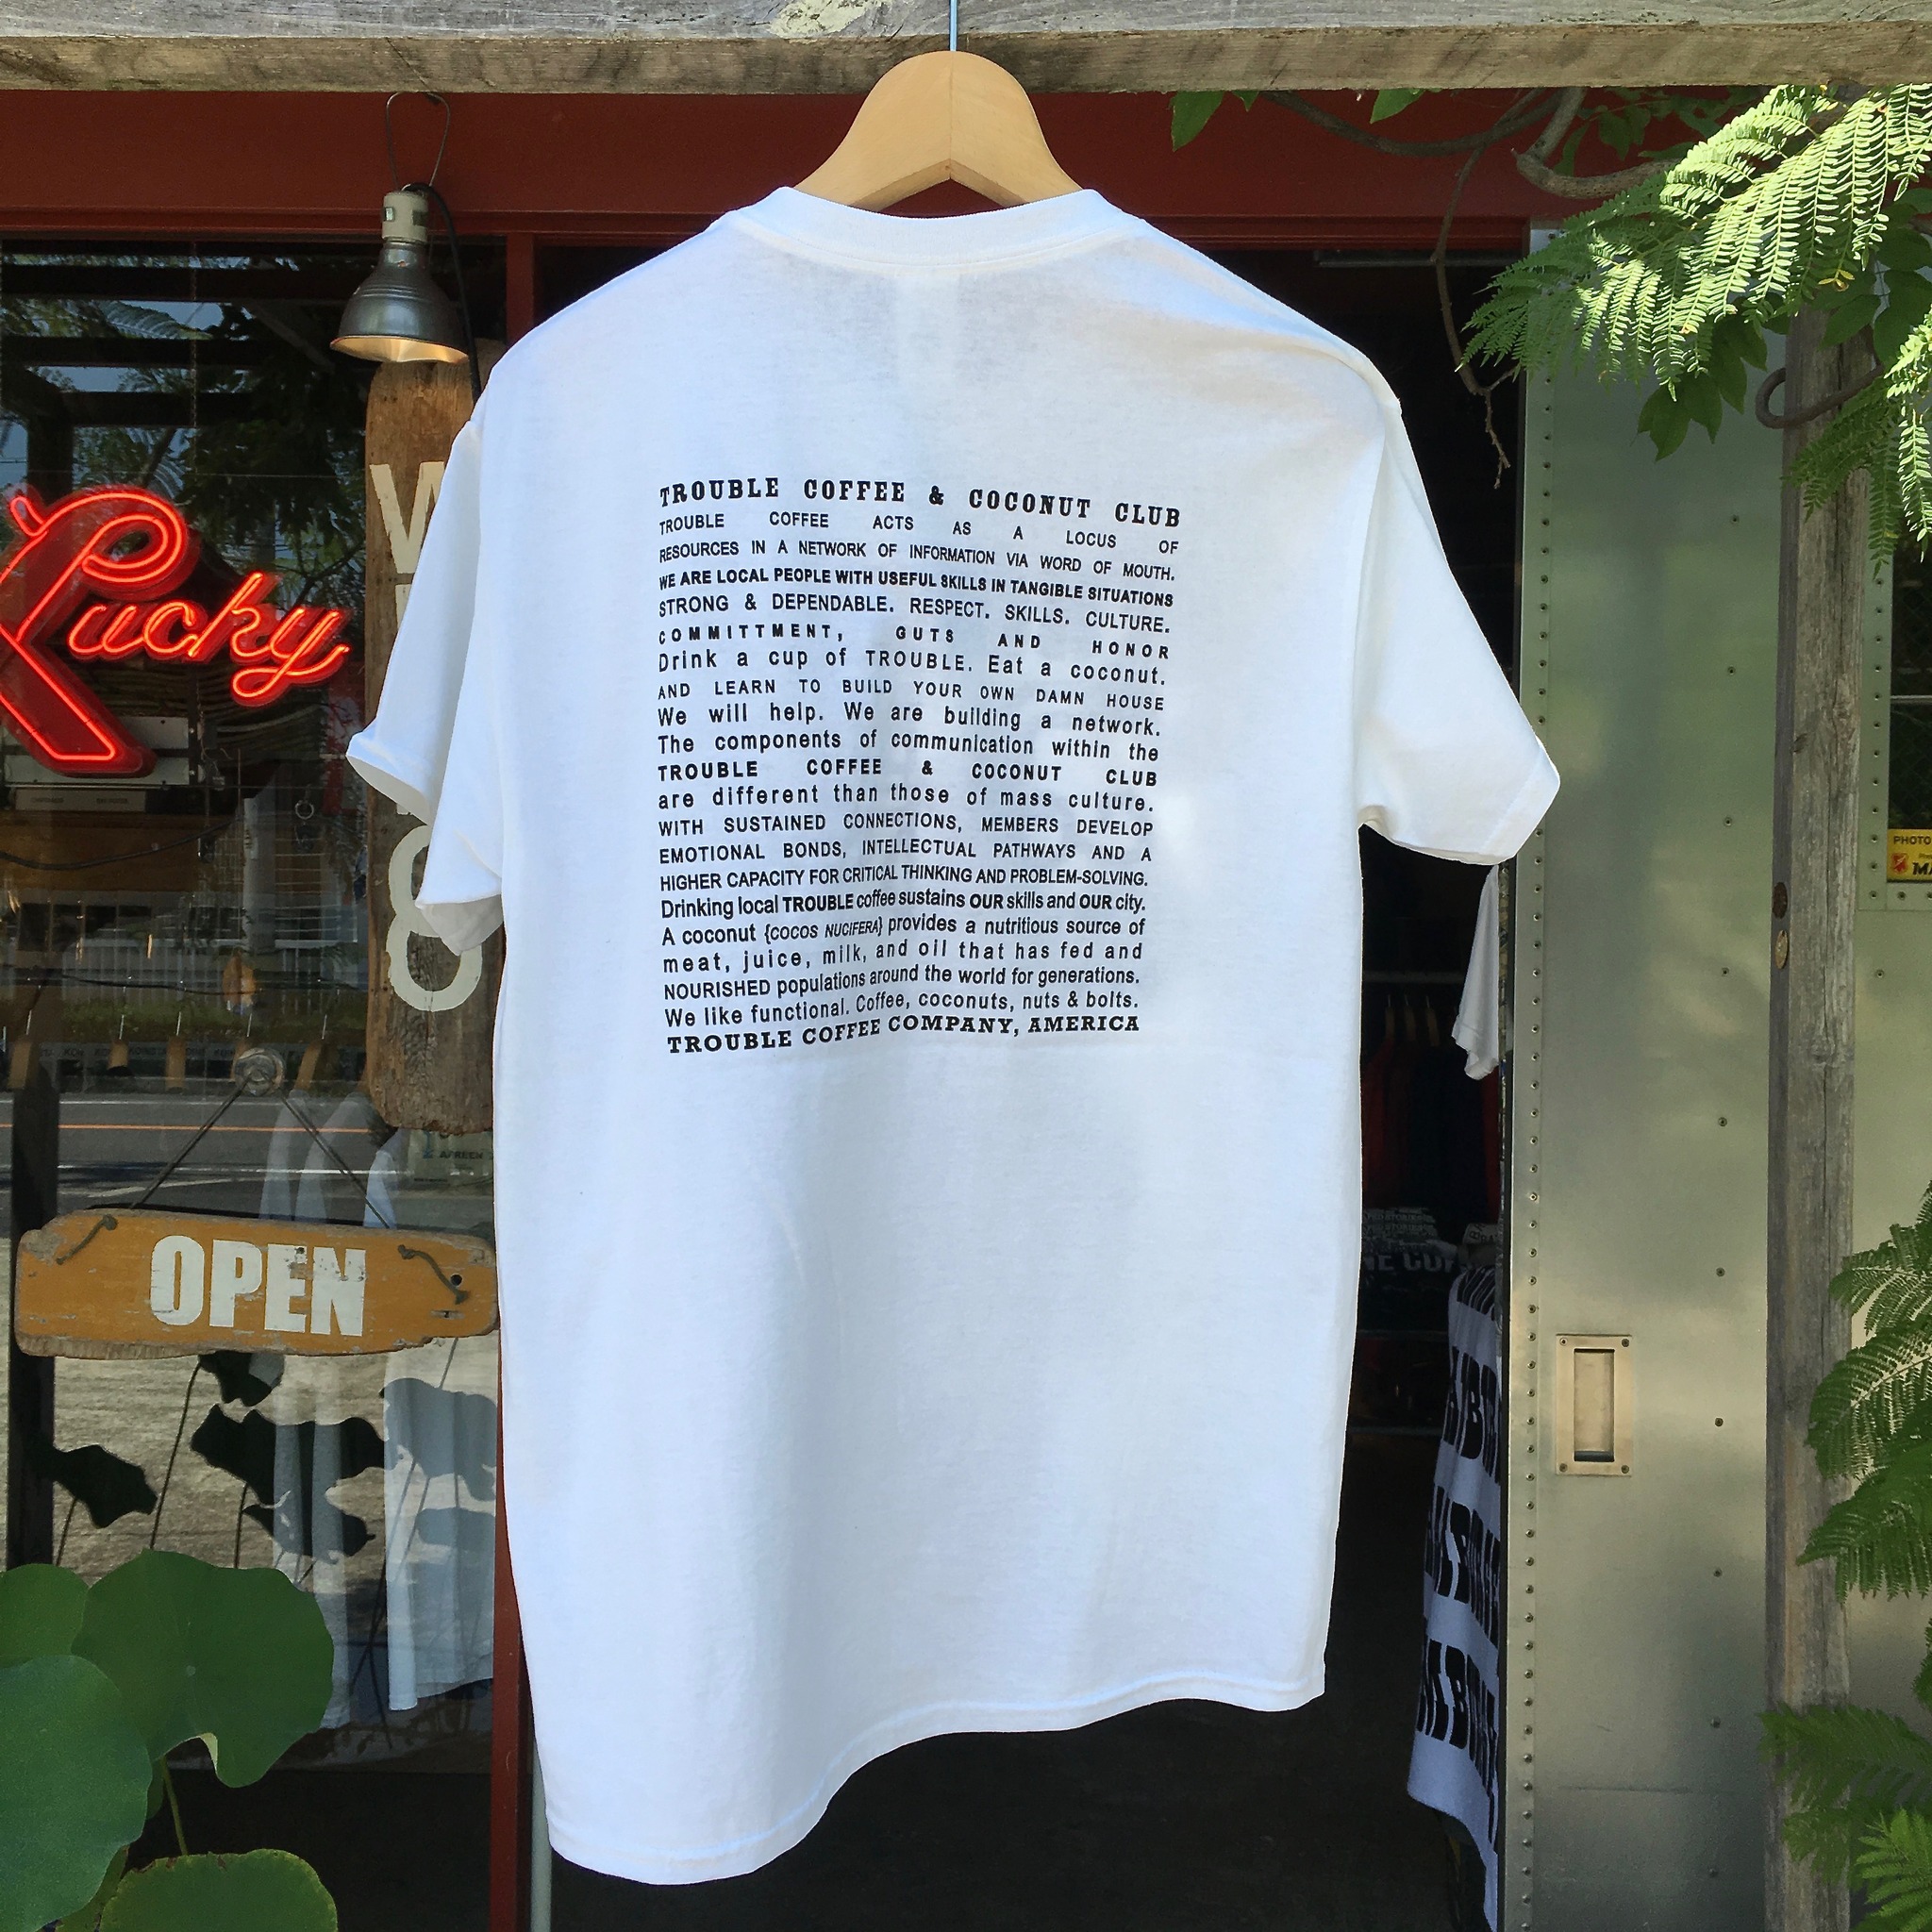 TROUBLE COFFEE & COCONUT CLUB
TROUBLE COFFEE ACTS AS A LOCUS OF
RESOURCES IN A NETWORK OF INFORMATION VIA WORD OF MOUTH.
WE ARE LOCAL PEOPLE WITH USEFUL SKILLS IN TANGIBLE SITUATIONS
STRONG & DEPENDABLE. RESPECT. SKILLS. CULTURE.
COMMITTMENT, GUTS AND HONOR
Drink a cup of TROUBLE. Eat a coconut.
AND LEARN TO BUILD YOUR OWN DAMN HOUSE
We will help. We are building a network.
The components of communication within the
TROUBLE COFFEE & COCONUT CLUB
are different than those of mass culture.
WITH SUSTAINED CONNECTIONS, MEMBERS DEVELOP
EMOTIONAL BONDS, INTELLECTUAL PATHWAYS AND A
HIGHER CAPACITY FOR CRITICAL THINKING AND PROBLEM-SOLVING.
Drinking local TROUBLE coffee sustains OUR skills and OUR city.
A coconut {COCOS NUCIFERA} provides a nutritious source of
meat, juice, milk, and oil that has fed and
NOURISHED populations around the world for generations.
We like functional. Coffee, coconuts, nuts & bolts.
TROUBLE COFFEE COMPANY, AMERICA
Lucky
OPEN
PHOTO